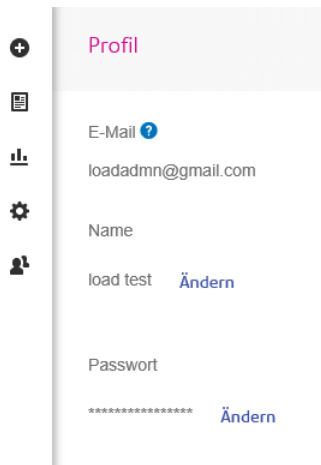 Profil
E-Mail
loadadmn@gmail.com
Name
load test Ändern
Passwort
**************** Ändern